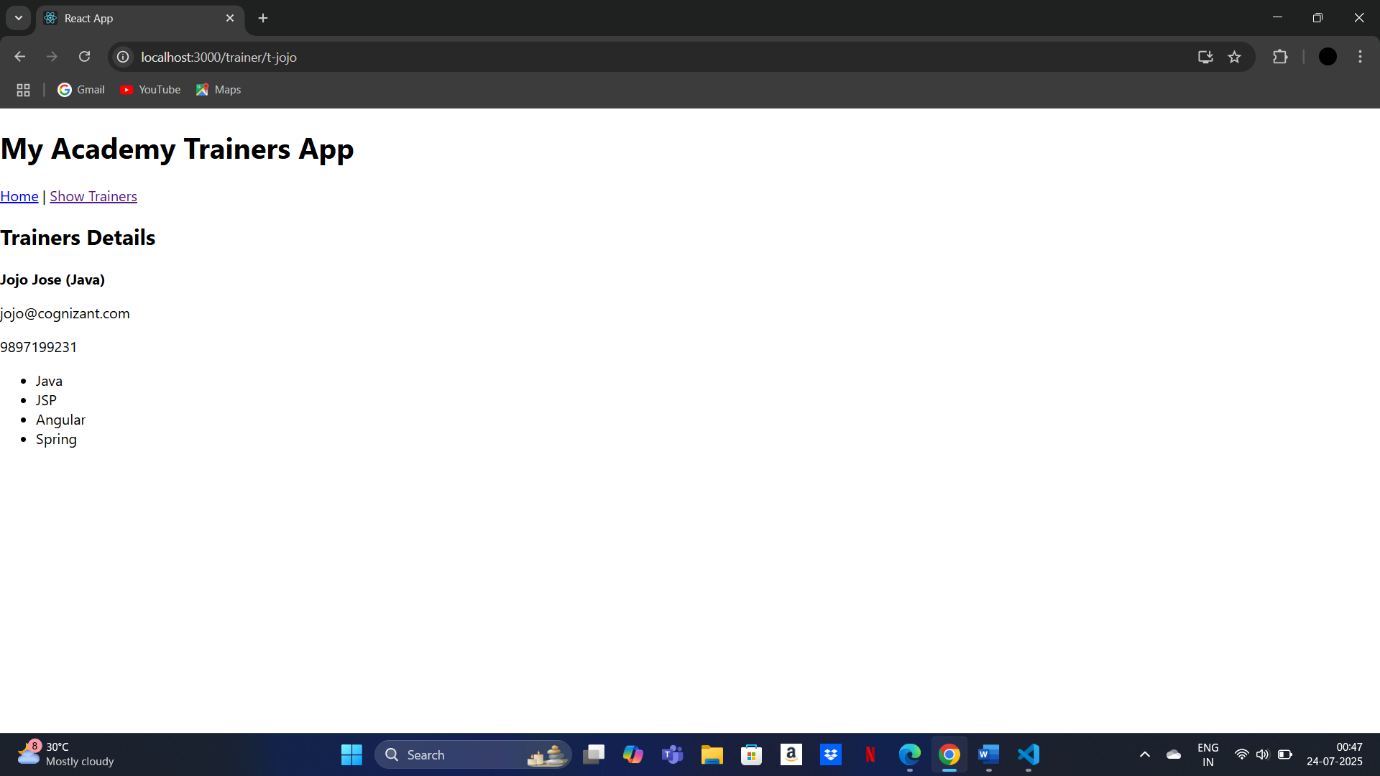 React App
localhost:3000/trainer/t-jojo
Gmail YouTube Maps
My Academy Trainers App
Home | Show Trainers
Trainers Details
Jojo Jose (Java)
jojo@cognizant.com
9897199231
Java
JSP
Angular
Spring
8 30°C
Mostly cloudy
Search
ENG
IN
00:47
24-07-2025